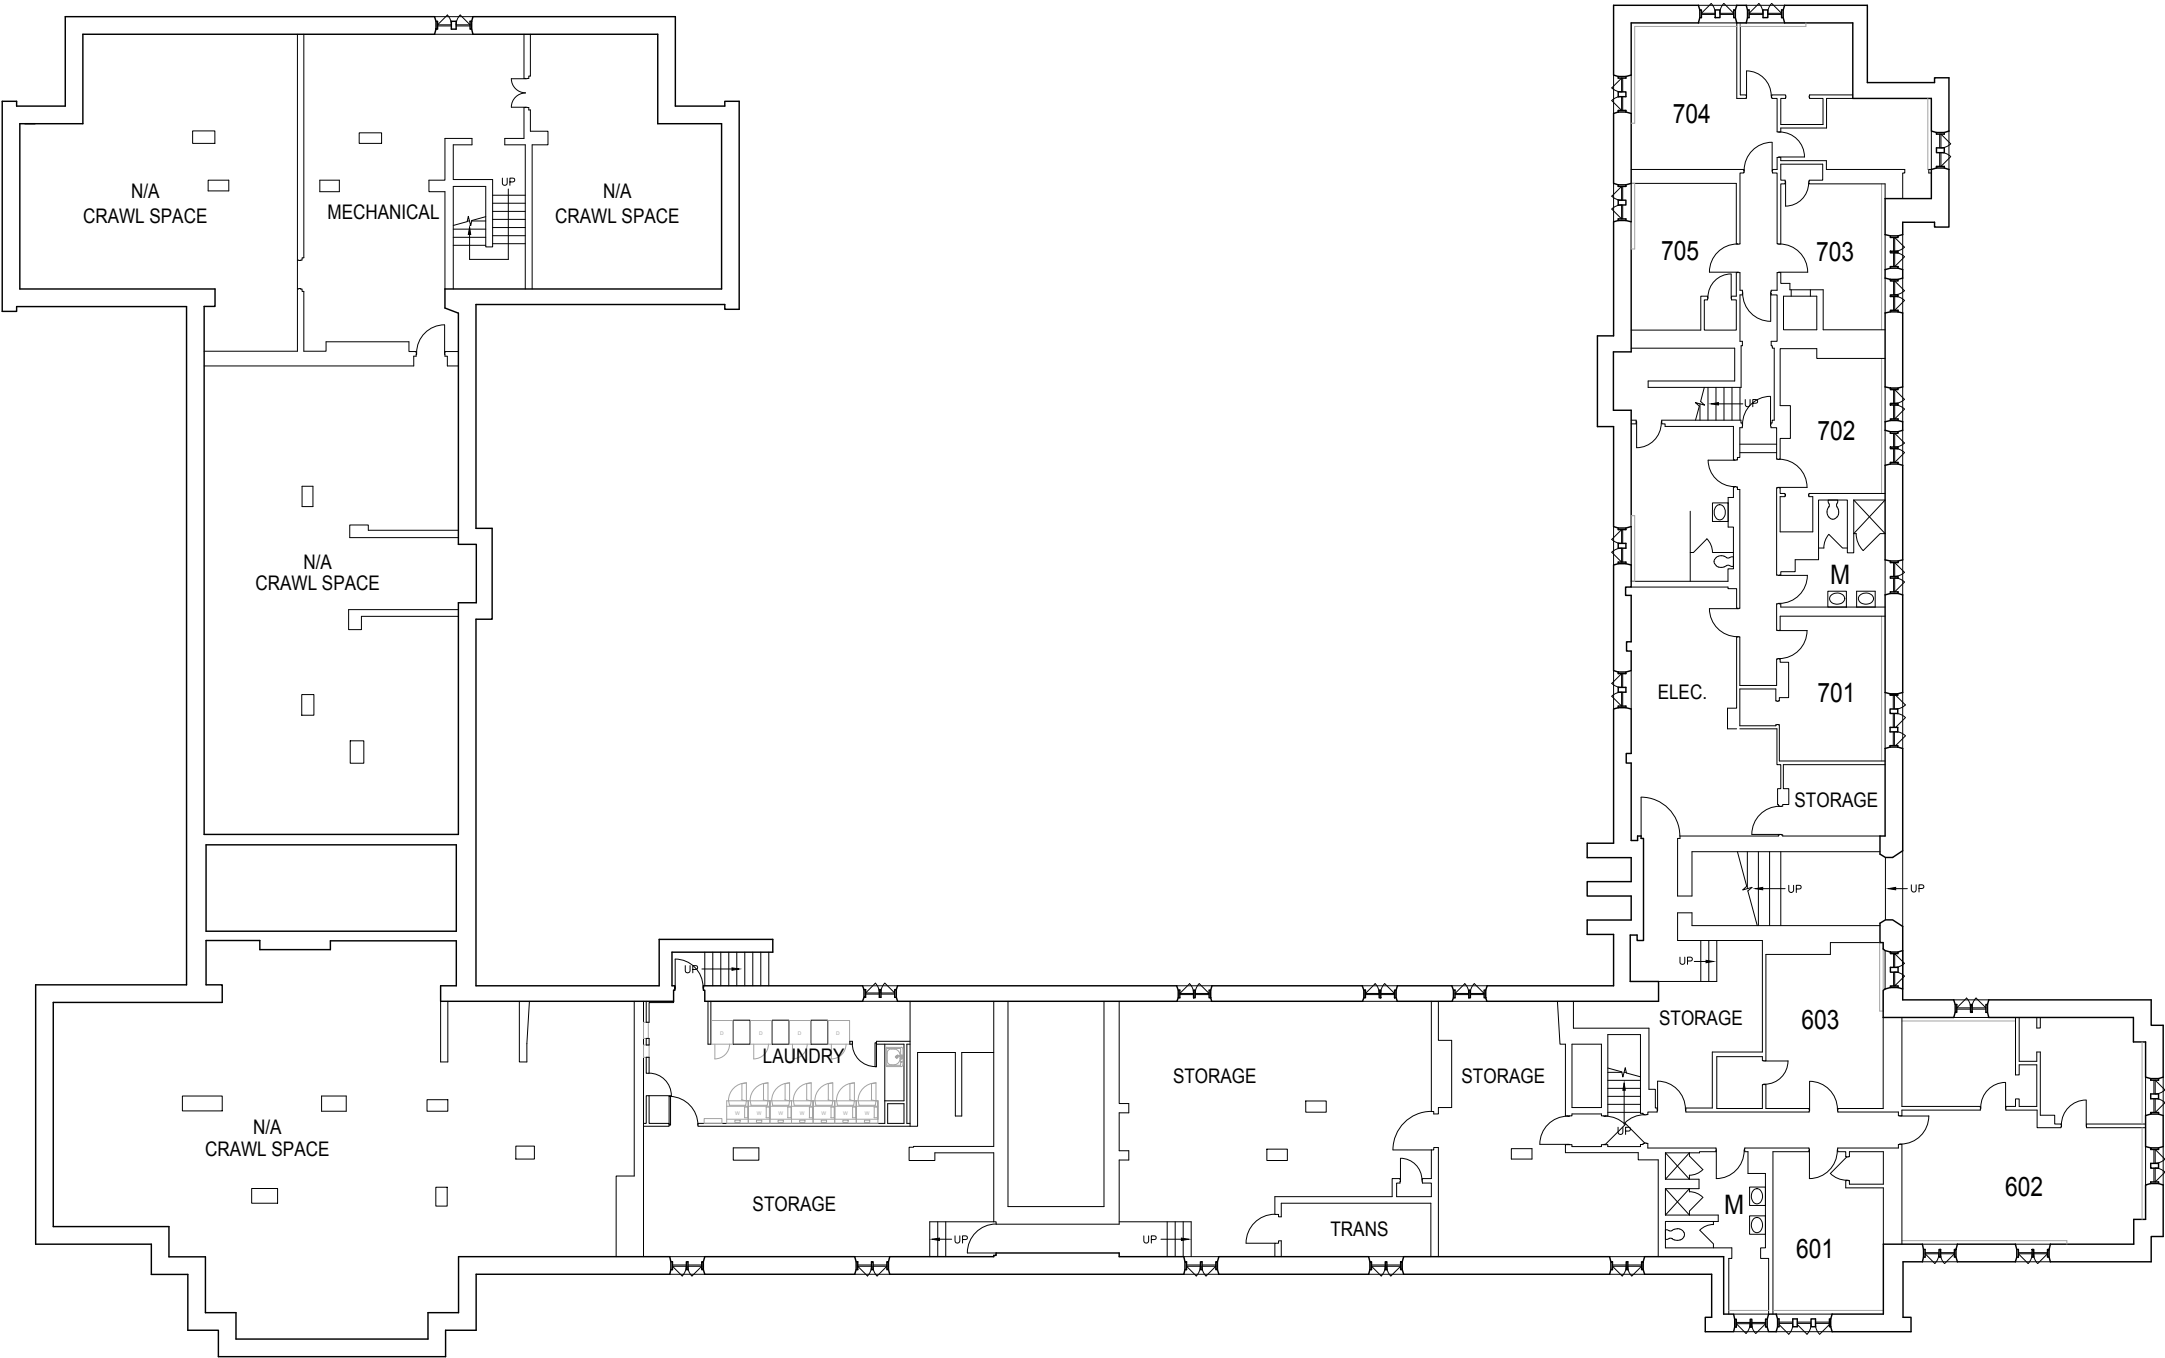 704
N/A
CRAWL SPACE
MECHANICAL
UP
N/A
CRAWL SPACE
705
703
UP
702
N/A
CRAWL SPACE
M
ELEC.
701
STORAGE
UP
UP
UP
UP
STORAGE
603
LAUNDRY
STORAGE
STORAGE
W
W
W
W
W
W
W
N/A
CRAWL SPACE
UP
602
STORAGE
M
TRANS
UP
UP
601